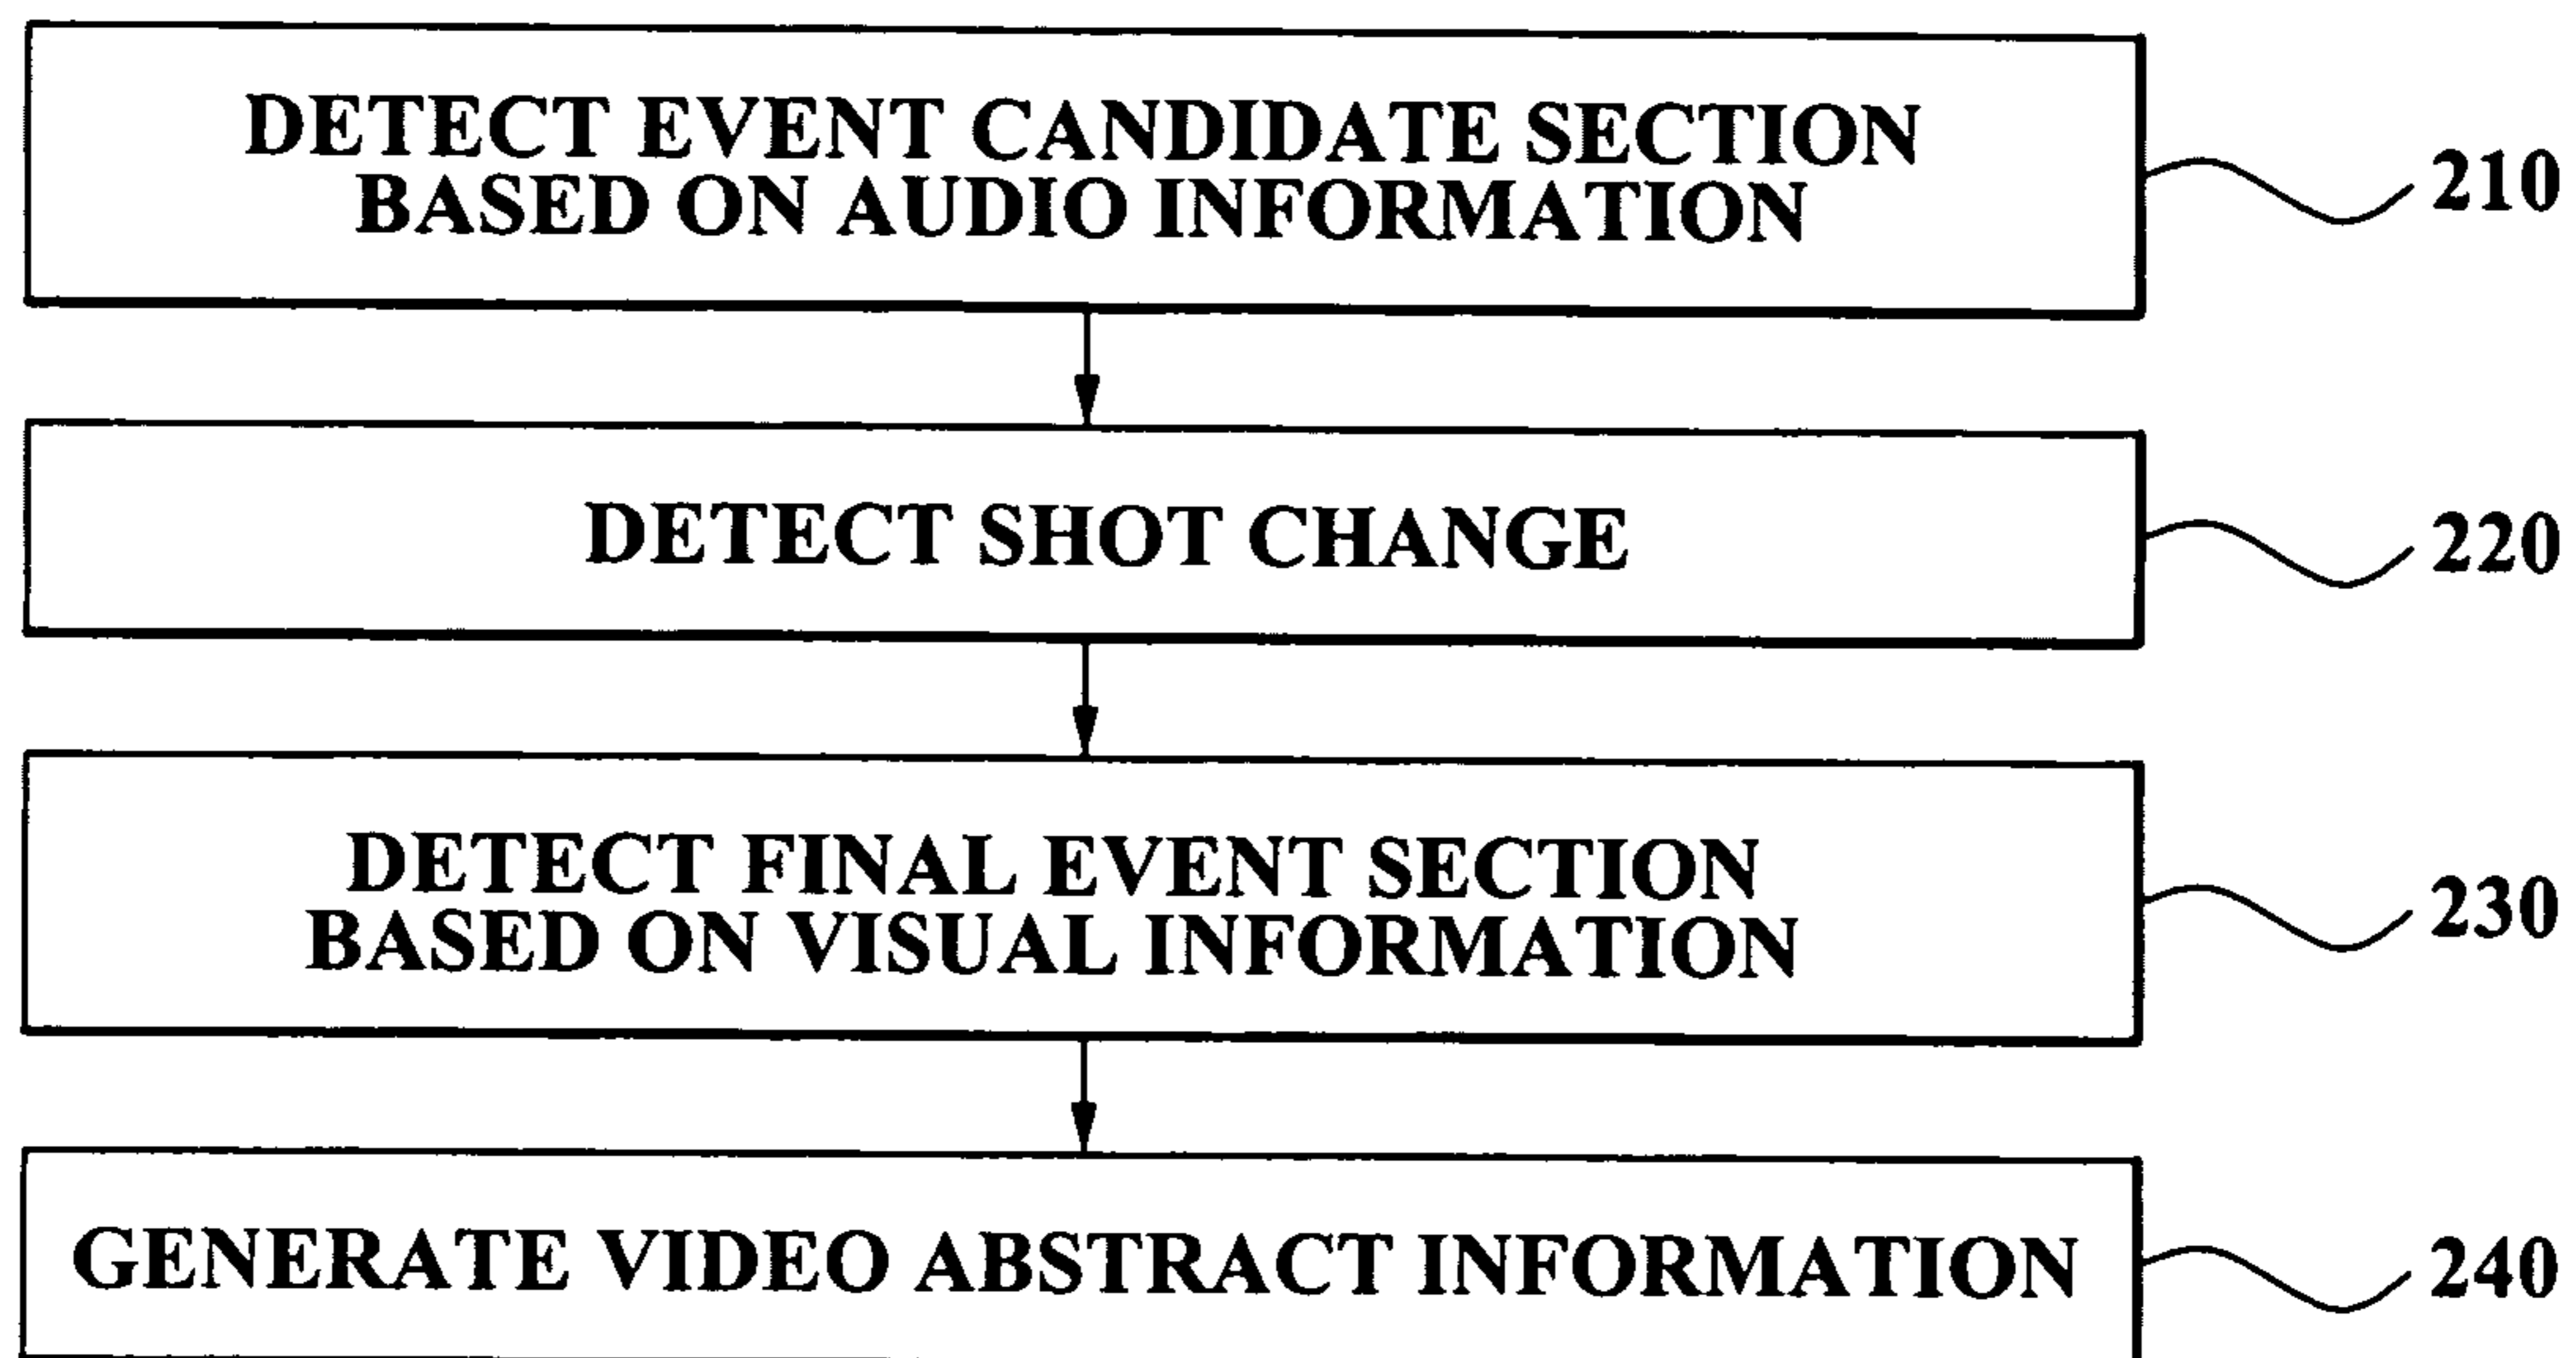 DETECT EVENT CANDIDATE SECTION
BASED ON AUDIO INFORMATION
210
DETECT SHOT CHANGE
220
DETECT FINAL EVENT SECTION
BASED ON VISUAL INFORMATION
230
GENERATE VIDEO ABSTRACT INFORMATION
240